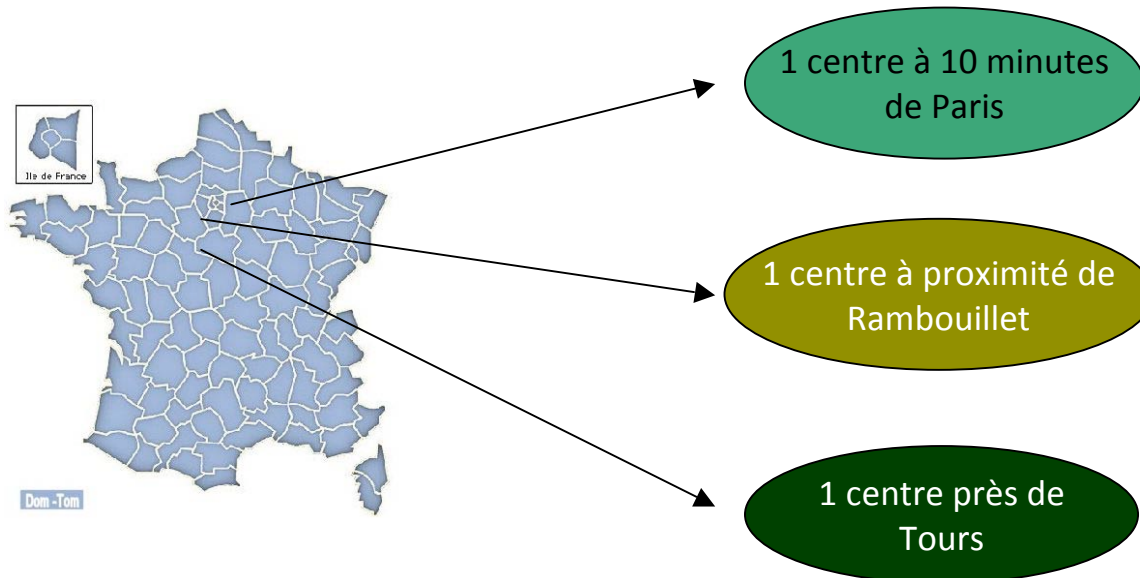 1 centre à 10 minutes
de Paris
Ile de France
1 centre à proximité de
Rambouillet
1 centre près de
Tours
Dom-Tom